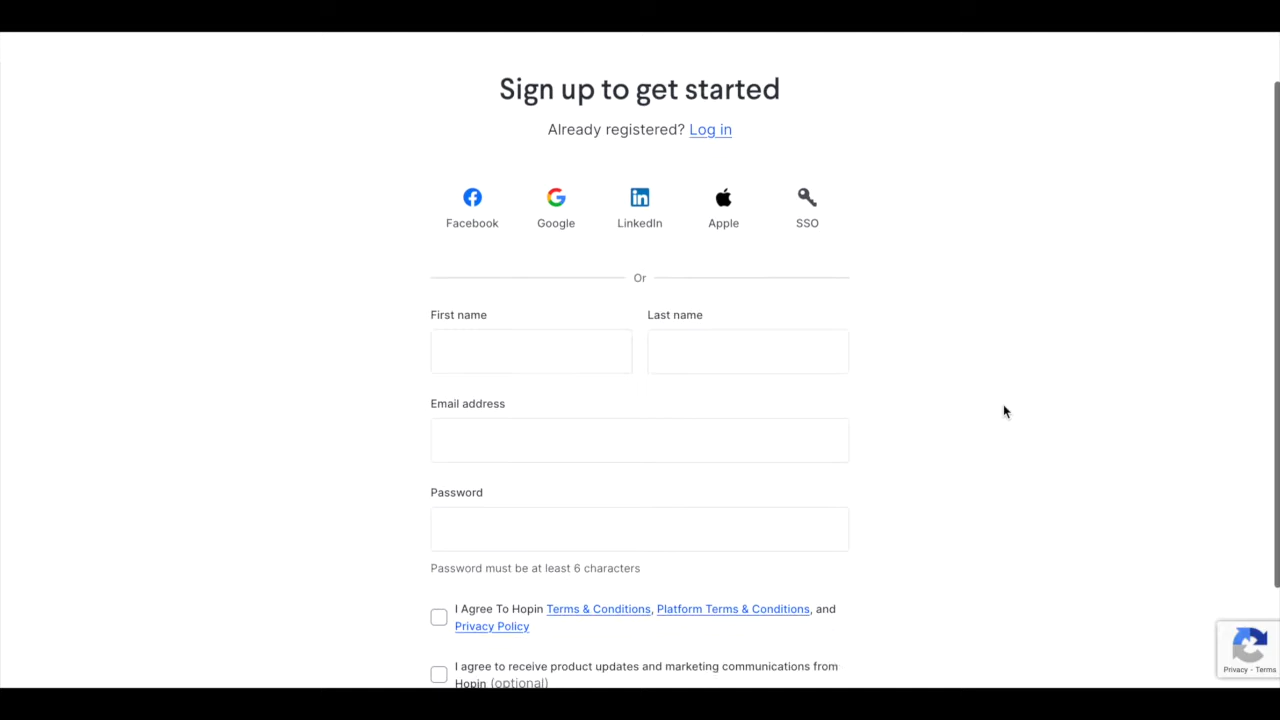 Sign up to get started
Already registered? Log in
Facebook Google LinkedIn Apple SSO
Or
First name Last name
Email address
Password
Password must be at least 6 characters
I Agree To Hopin Terms & Conditions, Platform Terms & Conditions, and
Privacy Policy
I agree to receive product updates and marketing communications from
Hopin (optional)
Privacy - Terms